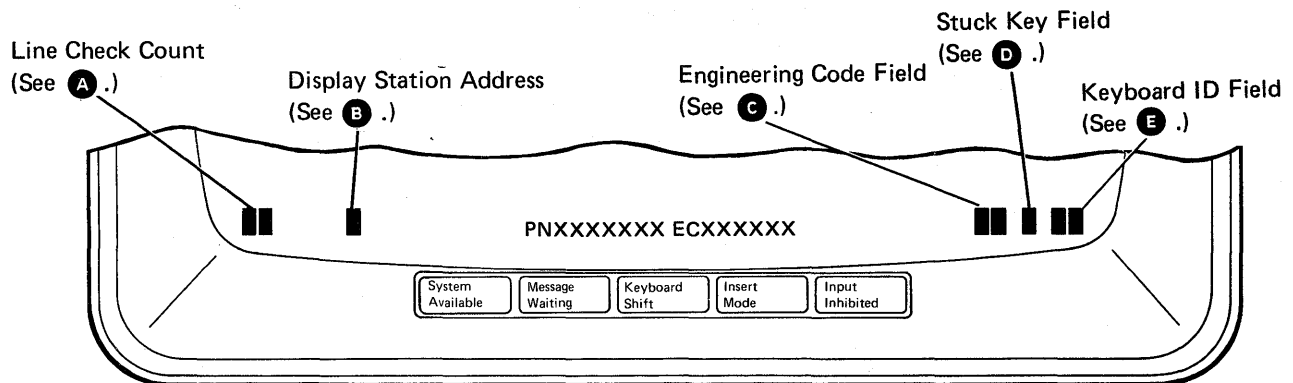 Line Check Count
(See A .)
Display Station Address
(See B .)
Engineering Code Field
(See C .)
Stuck Key Field
(See D .)
Keyboard ID Field
(See E .)
PNXXXXXXX ECXXXXXX
System
Available
Message
Waiting
Keyboard
Shift
Insert
Mode
Input
Inhibited